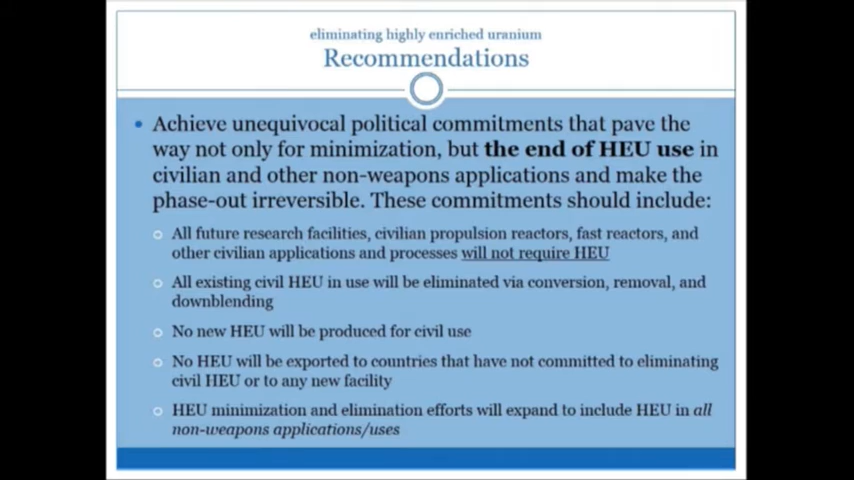 eliminating highly enriched uranium
Recommendations
• Achieve unequivocal political commitments that pave the
way not only for minimization, but the end of HEU use in
civilian and other non-weapons applications and make the
phase-out irreversible. These commitments should include:
○ All future research facilities, civilian propulsion reactors, fast reactors, and
other civilian applications and processes will not require HEU
○ All existing civil HEU in use will be eliminated via conversion, removal, and
downblending
○ No new HEU will be produced for civil use
○ No HEU will be exported to countries that have not committed to eliminating
civil HEU or to any new facility
○ HEU minimization and elimination efforts will expand to include HEU in all
non-weapons applications/uses